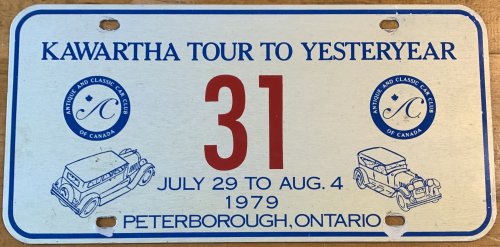 KAWARTHA TOUR TO YESTERYEAR
ANTIQUE AND CLASSIC CAR CLUB
OF CANADA
31
ANTIQUE AND CLASSIC CAR CLUB
OF CANADA
JULY 29 TO AUG. 4
1979
PETERBOROUGH, ONTARIO